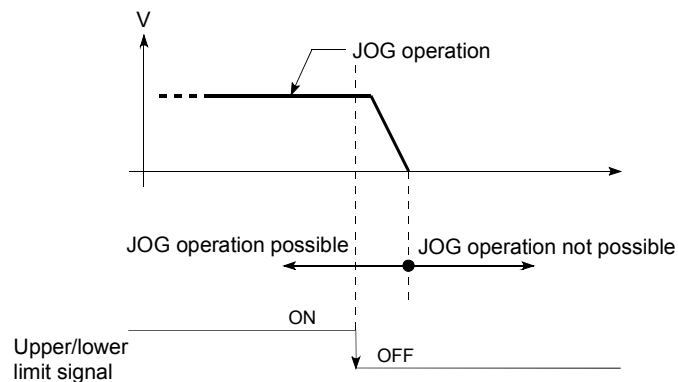 V
JOG operation
JOG operation possible
JOG operation not possible
ON
Upper/lower
limit signal
OFF